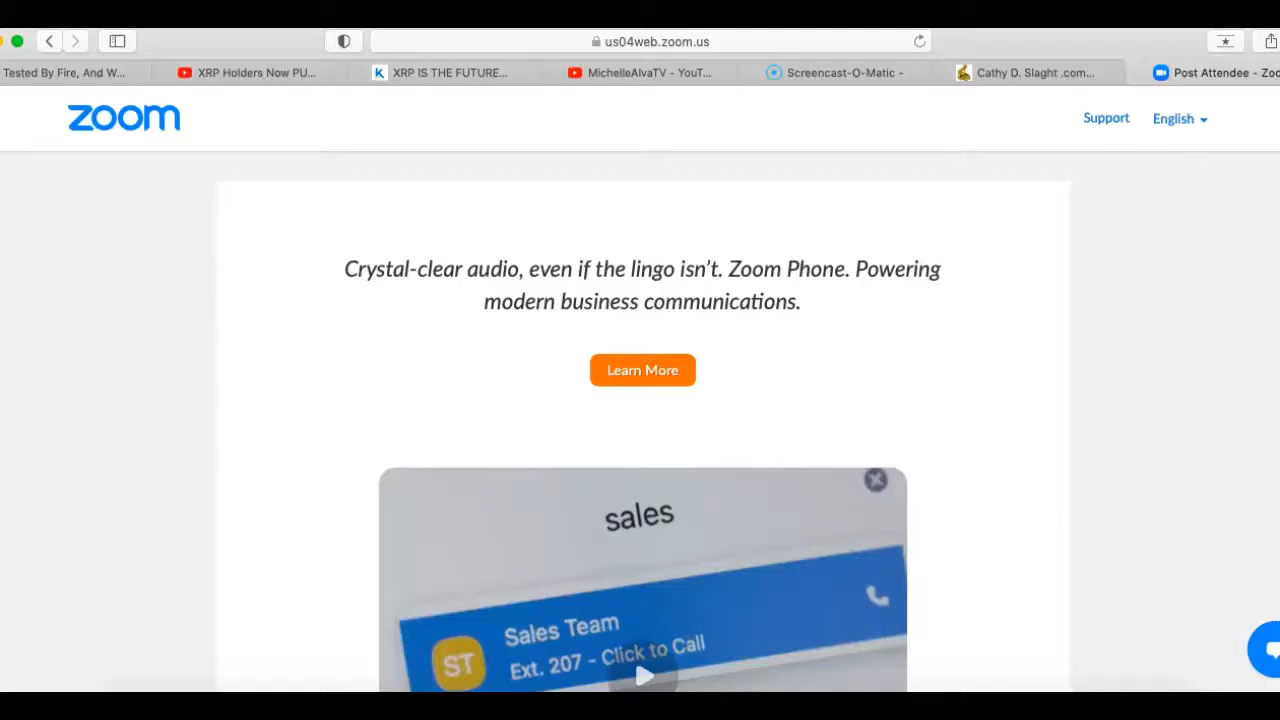 us04web.zoom.us
Tested By Fire, And W...
XRP Holders Now PU...
K
XRP IS THE FUTURE...
MichelleAlvaTV - YouT...
Screencast-O-Matic -
Cathy D. Slaght .com...
Post Attendee - Zoo
zoom
Support
English
Crystal-clear audio, even if the lingo isn't. Zoom Phone. Powering
modern business communications.
Learn More
sales
ST
Sales Team
Ext. 207 - Click to Call